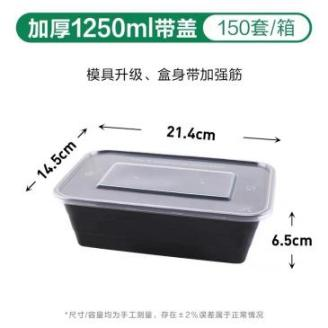 加厚1250ml带盖 150套/箱
模具升级、盒身带加强筋
21.4cm
14.5cm
6.5cm
*尺寸/容量均为手工测量，存在±2%误差属于正常情况